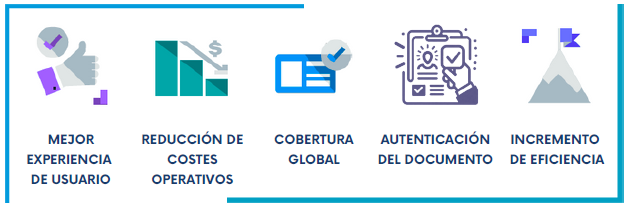 MEJOR
EXPERIENCIA
DE USUARIO
REDUCCIÓN DE
COSTES
OPERATIVOS
COBERTURA
GLOBAL
AUTENTICACIÓN
DEL DOCUMENTO
INCREMENTO
DE EFICIENCIA